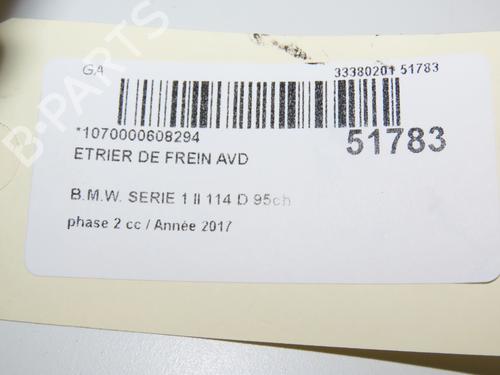 GA 33380201 51783
*1070000608294
51783
ETRIER DE FREIN AVD
B.M.W. SERIE 1 II 114 D 95ch
phase 2 cc / Année 2017
B-PARTS